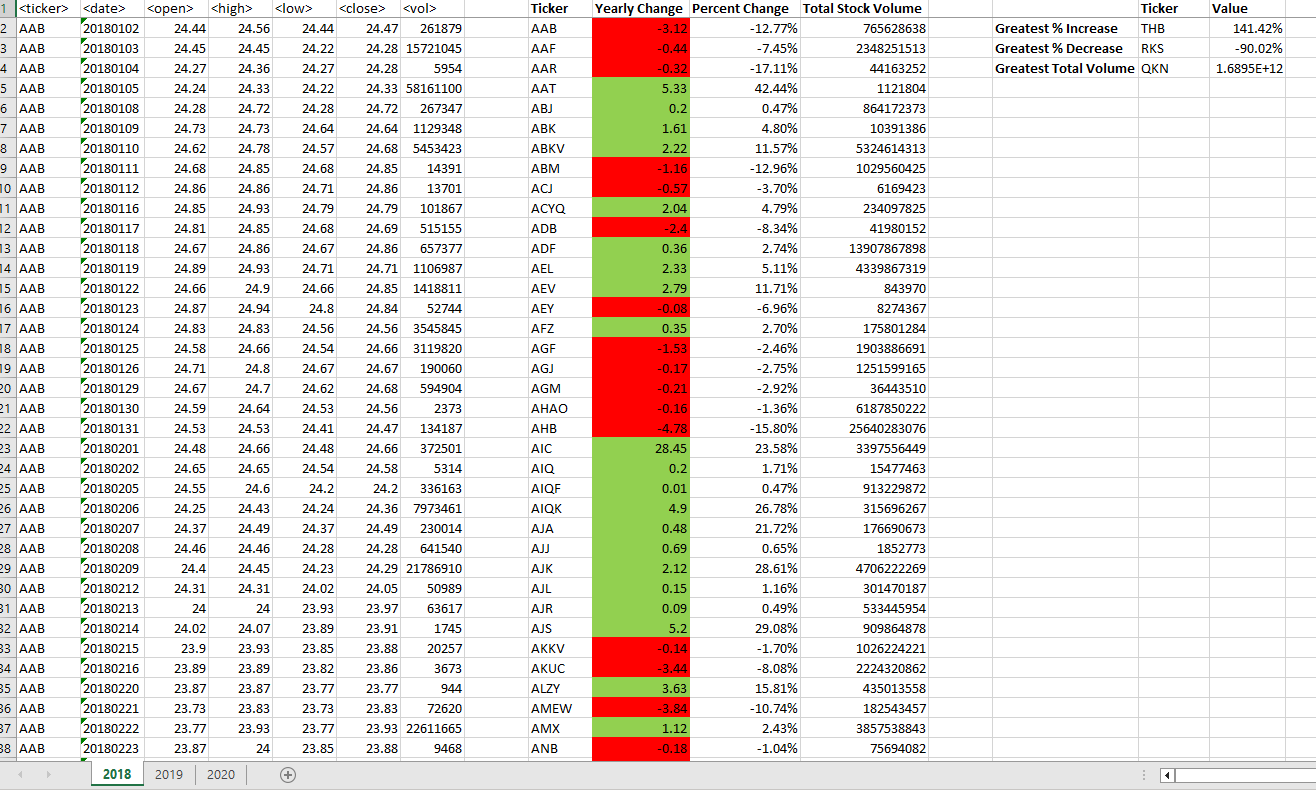 1 <ticker> <date> <open> <high> <low> <close> <vol> Ticker Yearly Change Percent Change Total Stock Volume Ticker Value
2 AAB 20180102 24.44 24.56 24.44 24.47 261879 AAB -3.12 -12.77% 765628638 Greatest % Increase THB 141.42%
3 AAB 20180103 24.45 24.45 24.22 24.28 15721045 AAF -0.44 -7.45% 2348251513 Greatest % Decrease RKS -90.02%
4 AAB 20180104 24.27 24.36 24.27 24.28 5954 AAR -0.32 -17.11% 44163252 Greatest Total Volume QKN 1.6895E+12
5 AAB 20180105 24.24 24.33 24.22 24.33 58161100 AAT 5.33 42.44% 1121804
6 AAB 20180108 24.28 24.72 24.28 24.72 267347 ABJ 0.2 0.47% 864172373
7 AAB 20180109 24.73 24.73 24.64 24.64 1129348 ABK 1.61 4.80% 10391386
8 AAB 20180110 24.62 24.78 24.57 24.68 5453423 ABKV 2.22 11.57% 5324614313
9 AAB 20180111 24.68 24.85 24.68 24.85 14391 ABM -1.16 -12.96% 1029560425
10 AAB 20180112 24.86 24.86 24.71 24.86 13701 ACJ -0.57 -3.70% 6169423
11 AAB 20180116 24.85 24.93 24.79 24.79 101867 ACYQ 2.04 4.79% 234097825
12 AAB 20180117 24.81 24.85 24.68 24.69 515155 ADB -2.4 -8.34% 41980152
13 AAB 20180118 24.67 24.86 24.67 24.86 657377 ADF 0.36 2.74% 13907867898
14 AAB 20180119 24.89 24.93 24.71 24.71 1106987 AEL 2.33 5.11% 4339867319
15 AAB 20180122 24.66 24.9 24.66 24.85 1418811 AEV 2.79 11.71% 843970
16 AAB 20180123 24.87 24.94 24.8 24.84 52744 AEY -0.08 -6.96% 8274367
17 AAB 20180124 24.83 24.83 24.56 24.56 3545845 AFZ 0.35 2.70% 175801284
18 AAB 20180125 24.58 24.66 24.54 24.66 3119820 AGF -1.53 -2.46% 1903886691
19 AAB 20180126 24.71 24.8 24.67 24.67 190060 AGJ -0.17 -2.75% 1251599165
20 AAB 20180129 24.67 24.7 24.62 24.68 594904 AGM -0.21 -2.92% 36443510
21 AAB 20180130 24.59 24.64 24.53 24.56 2373 AHAO -0.16 -1.36% 6187850222
22 AAB 20180131 24.53 24.53 24.41 24.47 134187 AHB -4.78 -15.80% 25640283076
23 AAB 20180201 24.48 24.66 24.48 24.66 372501 AIC 28.45 23.58% 3397556449
24 AAB 20180202 24.65 24.65 24.54 24.58 5314 AIQ 0.2 1.71% 15477463
25 AAB 20180205 24.55 24.6 24.2 24.2 336163 AIQF 0.01 0.47% 913229872
26 AAB 20180206 24.25 24.43 24.24 24.36 7973461 AIQK 4.9 26.78% 315696267
27 AAB 20180207 24.37 24.49 24.37 24.49 230014 AJA 0.48 21.72% 176690673
28 AAB 20180208 24.46 24.46 24.28 24.28 641540 AJJ 0.69 0.65% 1852773
29 AAB 20180209 24.4 24.45 24.23 24.29 21786910 AJK 2.12 28.61% 4706222269
30 AAB 20180212 24.31 24.31 24.02 24.05 50989 AJL 0.15 1.16% 301470187
31 AAB 20180213 24 24 23.93 23.97 63617 AJR 0.09 0.49% 533445954
32 AAB 20180214 24.02 24.07 23.89 23.91 1745 AJS 5.2 29.08% 909864878
33 AAB 20180215 23.9 23.93 23.85 23.88 20257 AKKV -0.14 -1.70% 1026224221
34 AAB 20180216 23.89 23.89 23.82 23.86 3673 AKUC -3.44 -8.08% 2224320862
35 AAB 20180220 23.87 23.87 23.77 23.77 944 ALZY 3.63 15.81% 435013558
36 AAB 20180221 23.73 23.83 23.73 23.83 72620 AMEW -3.84 -10.74% 182543457
37 AAB 20180222 23.77 23.93 23.77 23.93 22611665 AMX 1.12 2.43% 3857538843
38 AAB 20180223 23.87 24 23.85 23.88 9468 ANB -0.18 -1.04% 75694082
2018 2019 2020